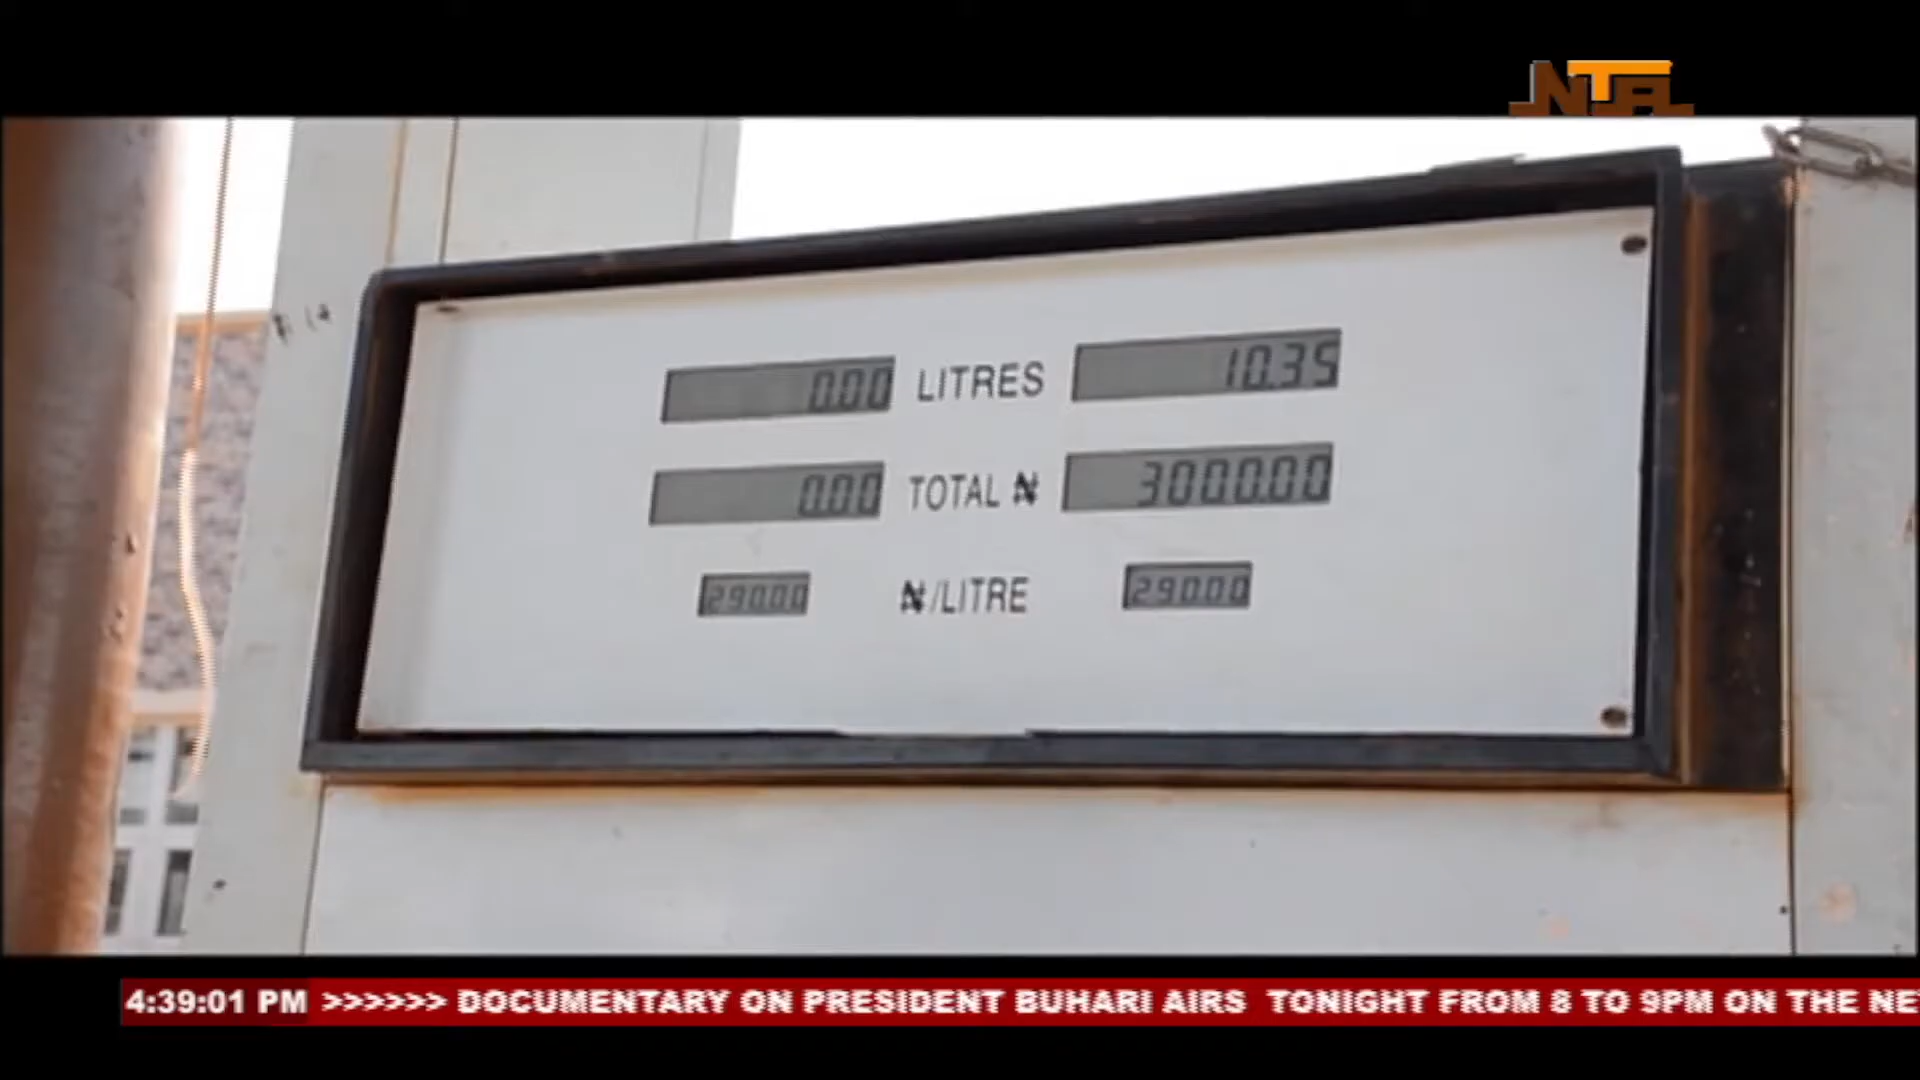 NTA
0.00 LITRES 10.35
0.00 TOTAL ₦ 3000.00
290.00 ₦/LITRE 290.00
4:39:01 PM >>>>>> DOCUMENTARY ON PRESIDENT BUHARI AIRS TONIGHT FROM 8 TO 9PM ON THE NE